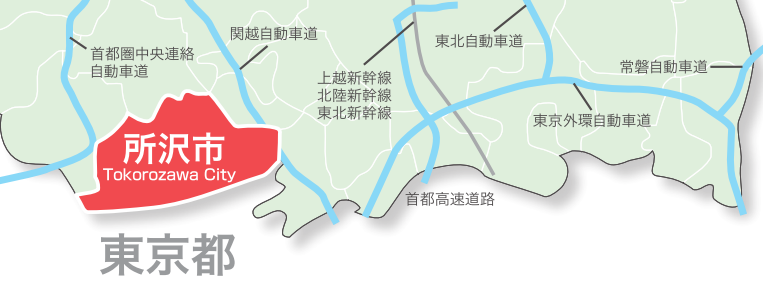 関越自動車道
首都圏中央連絡
自動車道
東北自動車道
常磐自動車道
上越新幹線
北陸新幹線
東北新幹線
東京外環自動車道
所沢市
Tokorozawa City
首都高速道路
東京都